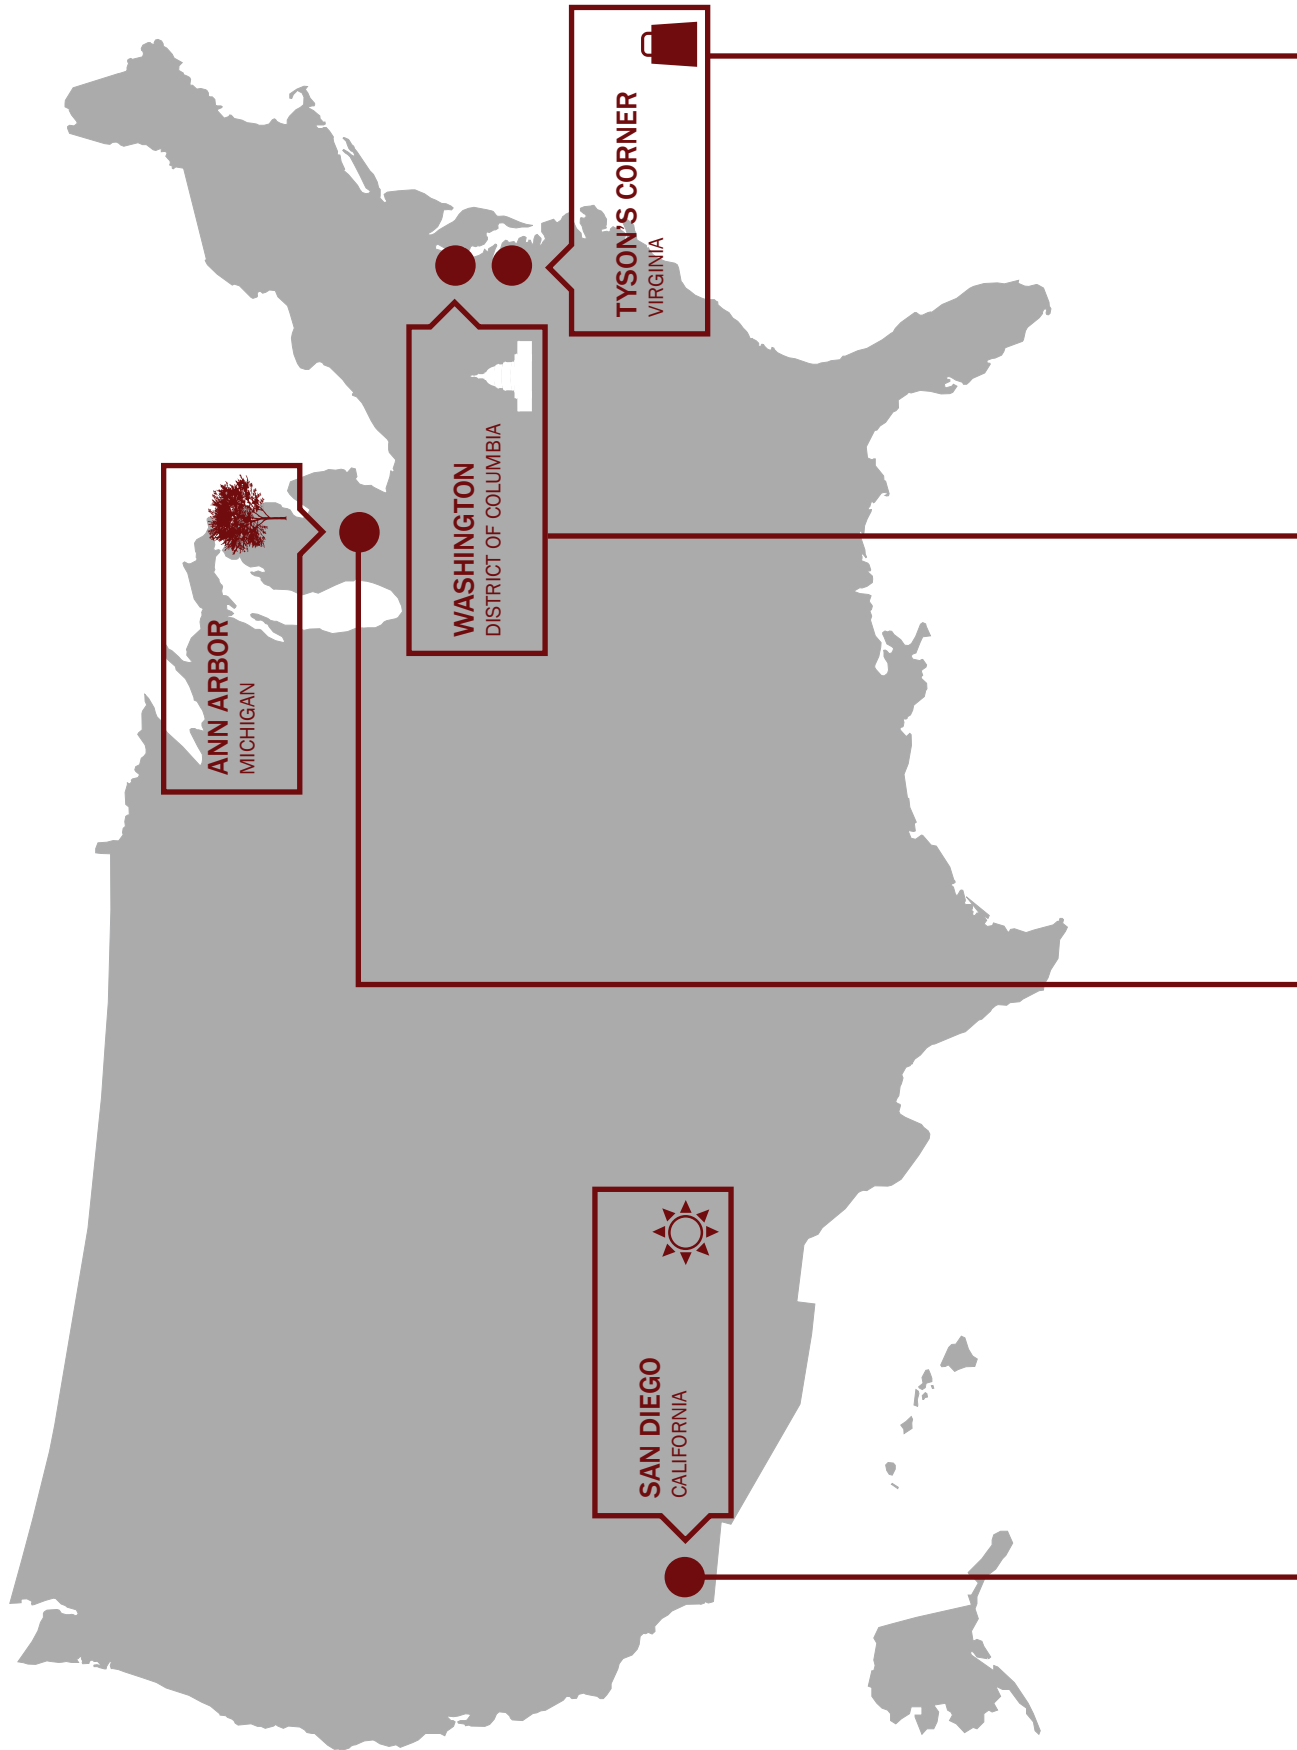 ANN ARBOR
MICHIGAN
WASHINGTON
DISTRICT OF COLUMBIA
TYSON'S CORNER
VIRGINIA
SAN DIEGO
CALIFORNIA